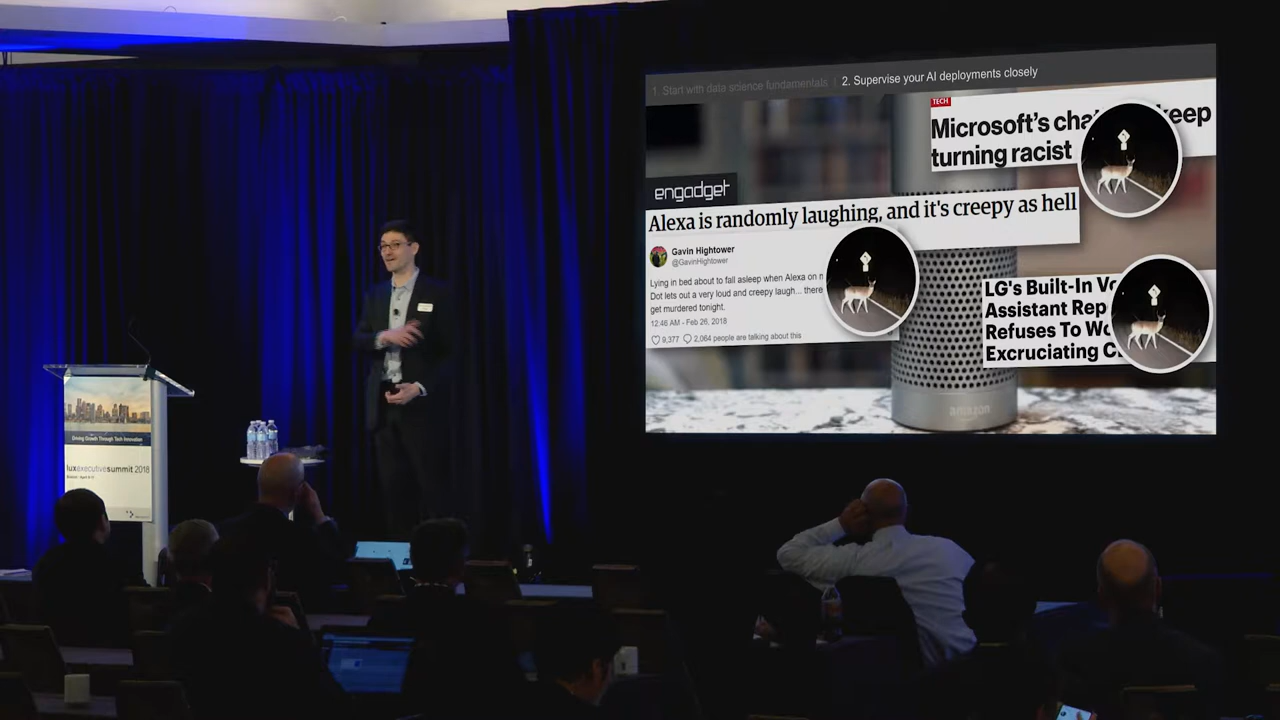 1. Start with data science fundamentals | 2. Supervise your AI deployments closely
TECH
Microsoft's cha keep
turning racist
engadget
Alexa is randomly laughing, and it's creepy as hell
Gavin Hightower
@GavinHightower
Lying in bed about to fall asleep when Alexa on
Dot lets out a very loud and creepy laugh... there
get murdered tonight.
12:46 AM - Feb 26, 2018
9,377 2,064 people are talking about this
LG's Built-In Vo
Assistant Rep
Refuses To Wo
Excruciating
amazon
Driving Growth Through Tech Innovation
luxexecutivesummit 2018